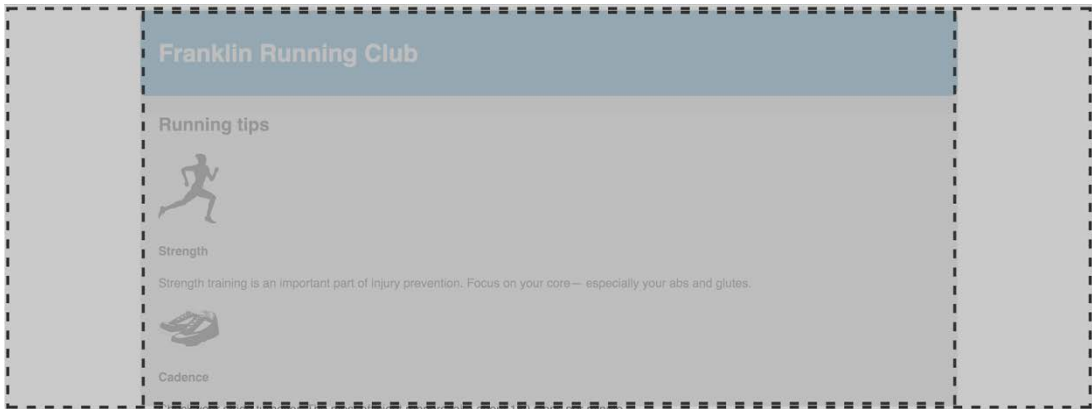 Franklin Running Club
Running tips
Strength
Strength training is an important part of injury prevention. Focus on your core— especially your abs and glutes.
Cadence